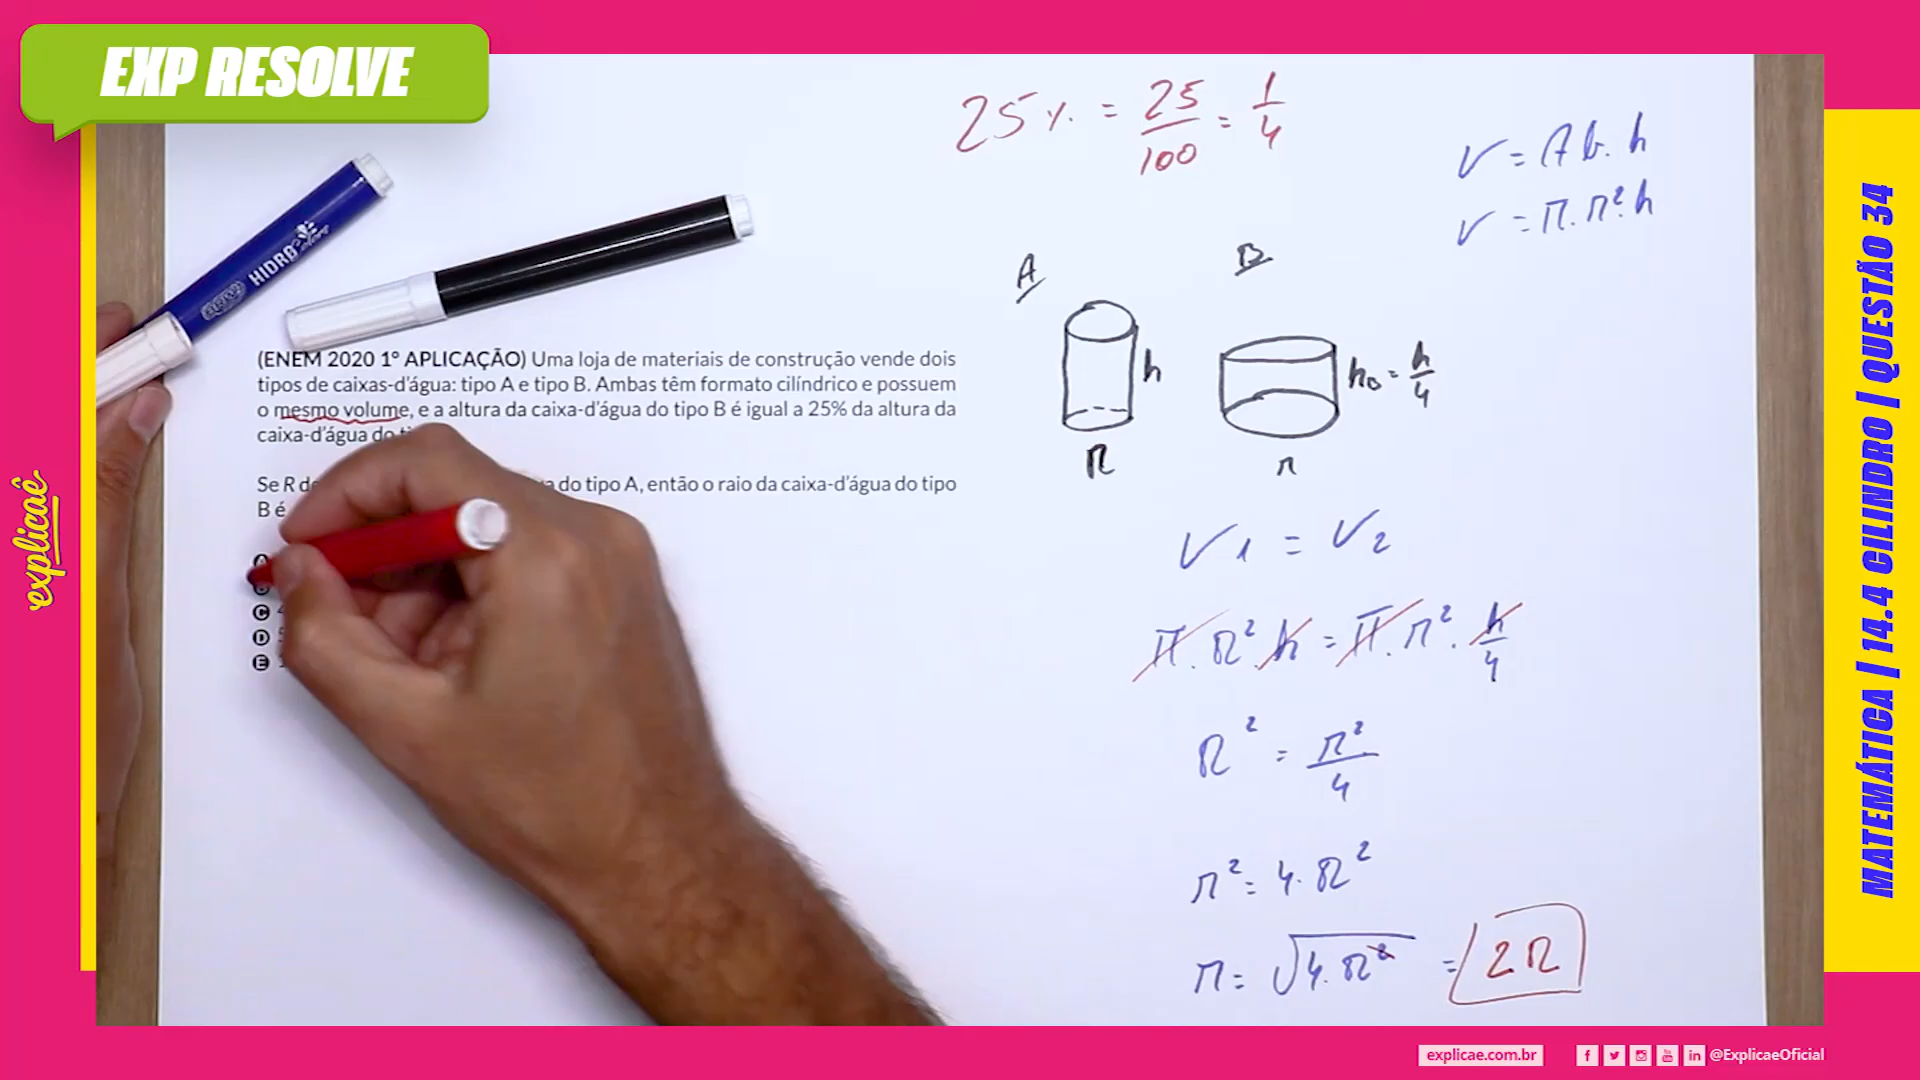 EXP RESOLVE
25% = 25/100 = 1/4
V = Ab. h
V = π. r². h
HIDRO
A
B
h
hB = h/4
R
r
(ENEM 2020 1º APLICAÇÃO) Uma loja de materiais de construção vende dois
tipos de caixas-d’água: tipo A e tipo B. Ambas têm formato cilíndrico e possuem
o mesmo volume, e a altura da caixa-d’água do tipo B é igual a 25% da altura da
caixa-d’água do
Se R do tipo A, então o raio da caixa-d’água do tipo
B é
V1 = V2
π. R². h = π. r². h/4
R² = r²/4
r² = 4. R²
r = √4. R² = 2R
C
D
E
explicaê
MATEMÁTICA | 14.4 CILINDRO | QUESTÃO 34
explicae.com.br
@ExplicaeOficial